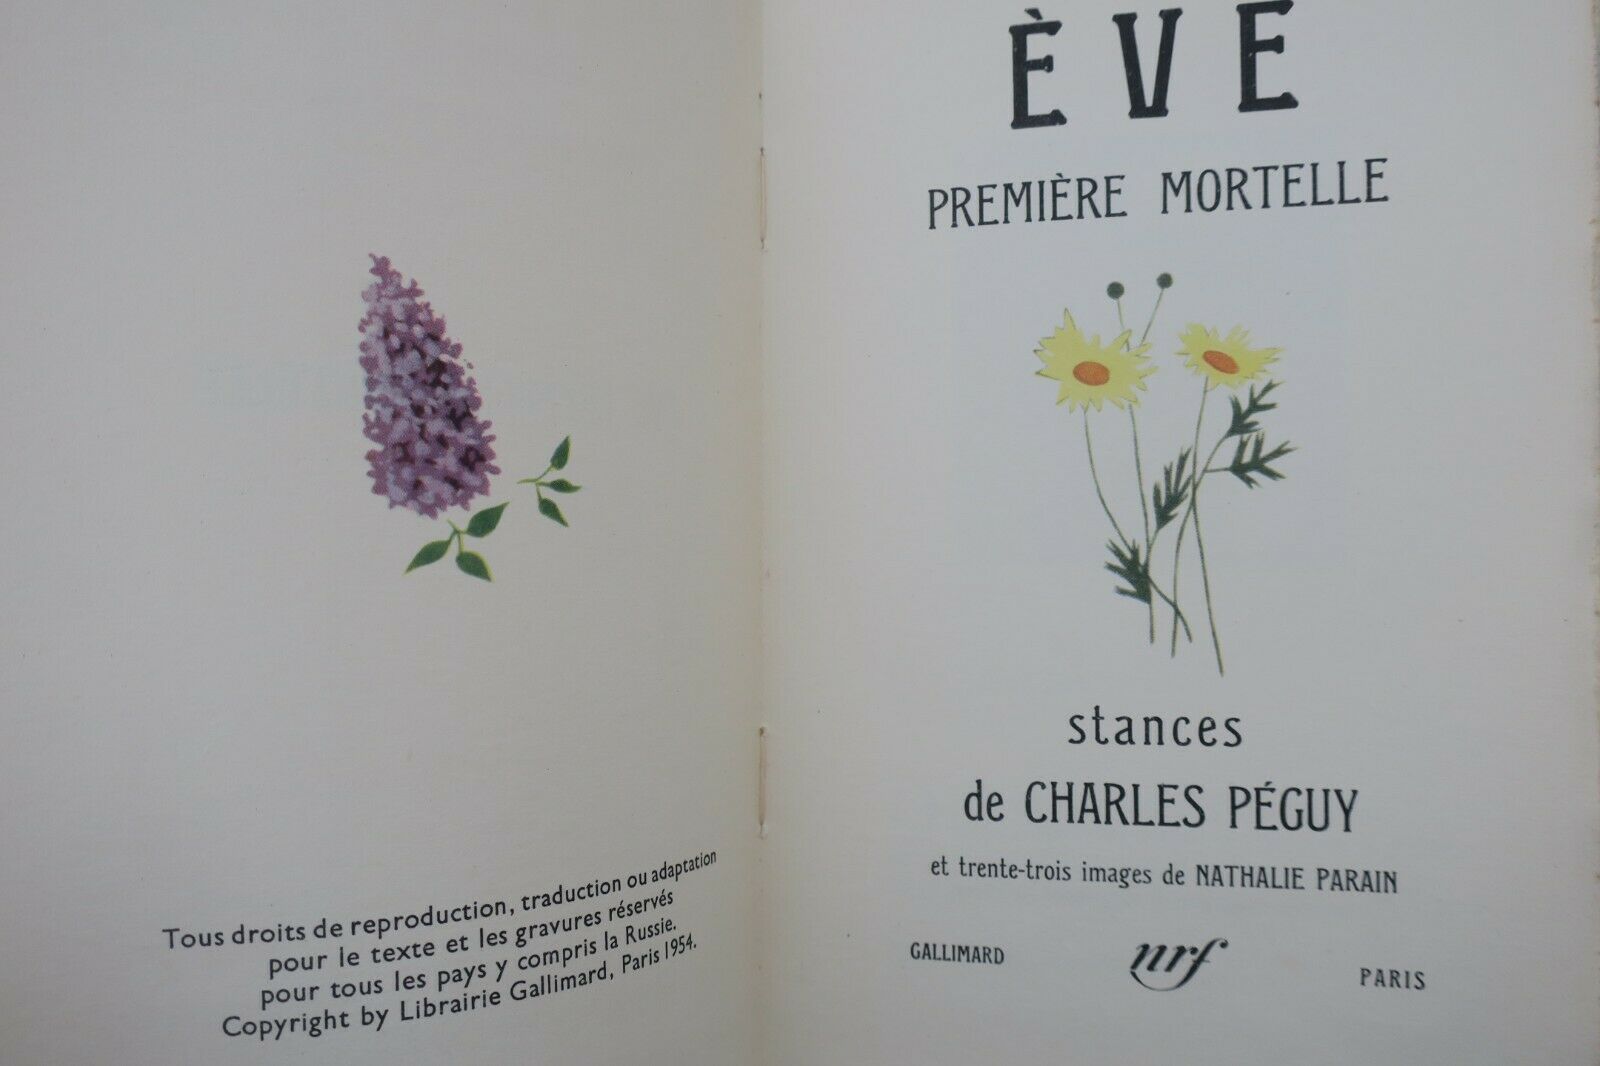 Tous droits de reproduction, traduction ou adaptation
pour le texte et les gravures réservés
pour tous les pays y compris la Russie.
Copyright by Librairie Gallimard, Paris 1954.
ÈVE
PREMIÈRE MORTELLE
stances
de CHARLES PÉGUY
et trente-trois images de NATHALIE PARAIN
GALLIMARD nrf PARIS